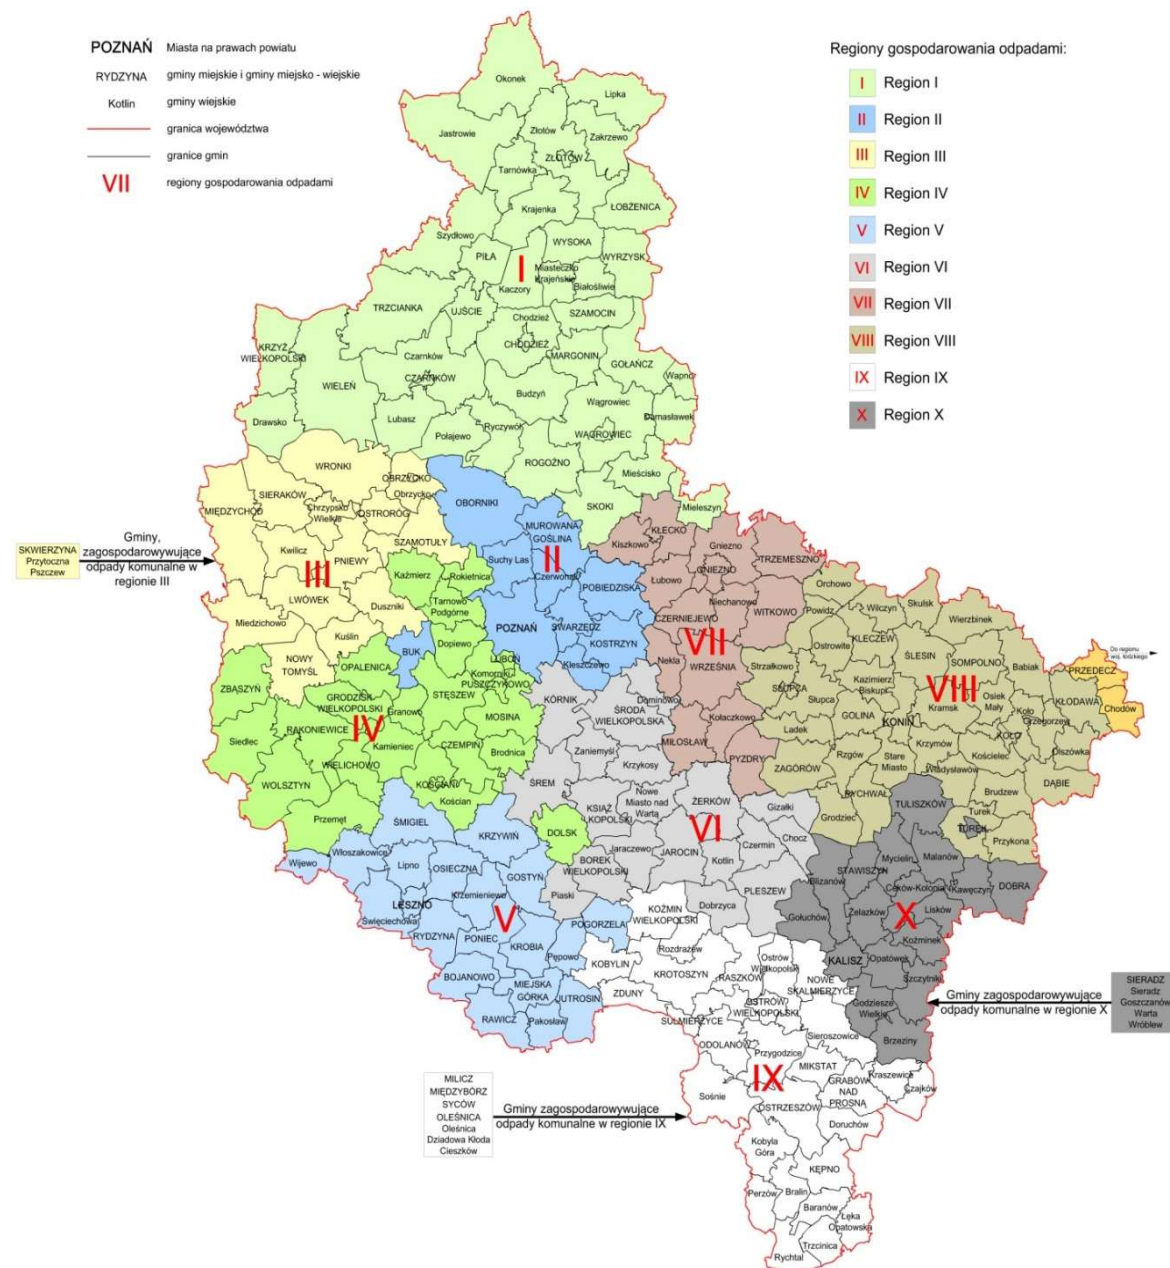 POZNAŃ Miasta na prawach powiatu
RYDZYNA gminy miejskie i gminy miejsko - wiejskie
Kotlin gminy wiejskie
granica województwa
granice gmin
VII regiony gospodarowania odpadami
Regiony gospodarowania odpadami:
I Region I
II Region II
III Region III
IV Region IV
V Region V
VI Region VI
VII Region VII
VIII Region VIII
IX Region IX
X Region X
Okonek
Lipka
Jastrowie
Złotów
Zakrzewo
ZŁOTÓW
Tarnówka
Krajenka
ŁOBŻENICA
Szydłowo
PIŁA
WYSOKA
WYRZYSK
I
Miasteczko
Krajeńskie
Kaczory
Białośliwie
TRZCIANKA
UJŚCIE
Chodzież
SZAMOCIN
CHODZIEŻ
KRZYŻ
WIELKOPOLSKI
WIELEŃ
Czarnków
CZARNKÓW
MARGONIN
GOŁAŃCZ
Wapno
Budzyń
Wągrowiec
Damasławek
Drawsko
Lubasz
Połajewo
Ryczywół
WĄGROWIEC
ROGOŹNO
Mieścisko
SKOKI
Mieleszyn
WRONKI
OBRZYCKO
Obrzycko
SIERAKÓW
MIĘDZYCHÓD
Chrzypsko
Wielkie
OSTRORÓG
SZAMOTUŁY
Kwilicz
PNIEWY
III
LWÓWEK
Duszniki
Miedzichowo
Kuślin
NOWY
TOMYŚL
Gminy,
zagospodarowywujące
odpady komunalne w
regionie III
SKWIERZYNA
Przytoczna
Pszczew
OBORNIKI
MUROWANA
GOŚLINA
II
Suchy Las
Czerwonak
POBIEDZISKA
POZNAŃ
SWARZĘDZ
KOSTRZYN
Kleszczewo
BUK
Kaźmierz
Rokietnica
Tarnowo
Podgórne
Dopiewo
LUBOŃ
Komorniki
PUSZCZYKOWO
OPALENICA
ZBĄSZYŃ
GRODZISK
WIELKOPOLSKI
Granowo
STĘSZEW
MOSINA
IV
RAKONIEWICE
Siedlec
Kamieniec
CZEMPIŃ
Brodnica
WIELICHOWO
WOLSZTYN
KOŚCIAN
Kościan
Przemęt
DOLSK
KŁECKO
Kiszkowo
Gniezno
TRZEMESZNO
GNIEZNO
Łubowo
Niechanowo
CZERNIEJEWO
WITKOWO
VII
Nekla
WRZEŚNIA
Kołaczkowo
MIŁOSŁAW
PYZDRY
Orchowo
Powidz
Wilczyn
Skulsk
Wierzbinek
Ostrowite
KLECZEW
ŚLESIN
SOMPOLNO
Babiak
Strzałkowo
Kazimierz
Biskupi
VIII
SŁUPCA
Słupca
Kramsk
Osiek
Mały
Koło
Grzegorzew
KŁODAWA
GOLINA
KONIN
KOŁO
Lądek
Olszówka
Rzgów
Stare
Miasto
Krzymów
Kościelec
ZAGÓRÓW
Władysławów
DĄBIE
RYCHWAŁ
Brudzew
Grodziec
Turek
TUREK
Przykona
PRZEDECZ
Chodów
Do regionu
woj. łódzkiego
KÓRNIK
Dominowo
ŚRODA
WIELKOPOLSKA
Zaniemyśl
Krzykosy
ŚREM
KSIĄŻ
WIELKOPOLSKI
Nowe
Miasto nad
Wartą
ŻERKÓW
Gizałki
VI
Czermin
Chocz
Jaraczewo
JAROCIN
Kotlin
BOREK
WIELKOPOLSKI
Piaski
PLESZEW
Dobrzyca
ŚMIGIEL
KRZYWIŃ
Wijewo
Włoszakowice
Lipno
OSIECZNA
GOSTYŃ
Krzemieniewo
LESZNO
Święciechowa
V
POGORZELA
RYDZYNA
PONIEC
KROBIA
Pępowo
BOJANOWO
MIEJSKA
GÓRKA
JUTROSIN
RAWICZ
Pakosław
TULISZKÓW
Mycielin
Malanów
STAWISZYN
Blizanów
Ceków-Kolonia
Kawęczyn
DOBRA
Gołuchów
Żelazków
X
Lisków
Koźminek
KALISZ
Opatówek
Szczytniki
Godziesze
Wielkie
Brzeziny
Gminy zagospodarowywujące
odpady komunalne w regionie X
SIERADZ
Sieradz
Goszczanów
Warta
Wróblew
KOŹMIN
WIELKOPOLSKI
Rozdrażew
KOBYLIN
KROTOSZYN
RASZKÓW
Ostrów
Wielkopolski
NOWE
SKALMIERZYCE
ZDUNY
OSTRÓW
WIELKOPOLSKI
SULMIERZYCE
Sieroszewice
ODOLANÓW
Przygodzice
MIKSTAT
IX
Kraszewice
Czajków
GRABÓW
NAD
PROSNĄ
Sośnie
OSTRZESZÓW
Doruchów
Kobyla
Góra
KĘPNO
Perzów
Bralin
Baranów
Łęka
Opatowska
Trzcinica
Rychtal
Gminy zagospodarowywujące
odpady komunalne w regionie IX
MILICZ
MIĘDZYBÓRZ
SYCÓW
OLEŚNICA
Oleśnica
Dziadowa Kłoda
Cieszków